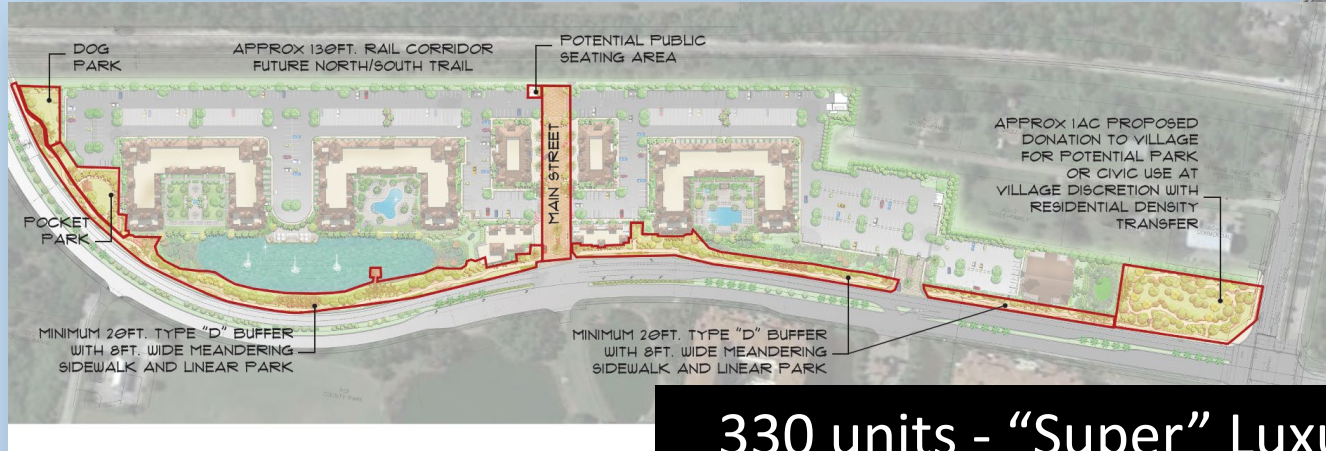 DOG
PARK
APPROX 130FT. RAIL CORRIDOR
FUTURE NORTH/SOUTH TRAIL
POTENTIAL PUBLIC
SEATING AREA
MAIN STREET
APPROX 1AC PROPOSED
DONATION TO VILLAGE
FOR POTENTIAL PARK
OR CIVIC USE AT
VILLAGE DISCRETION WITH
RESIDENTIAL DENSITY
TRANSFER
POCKET
PARK
MINIMUM 20FT. TYPE "D" BUFFER
WITH 8FT. WIDE MEANDERING
SIDEWALK AND LINEAR PARK
MINIMUM 20FT. TYPE "D" BUFFER
WITH 8FT. WIDE MEANDERING
SIDEWALK AND LINEAR PARK
330 units - “Super” Luxu